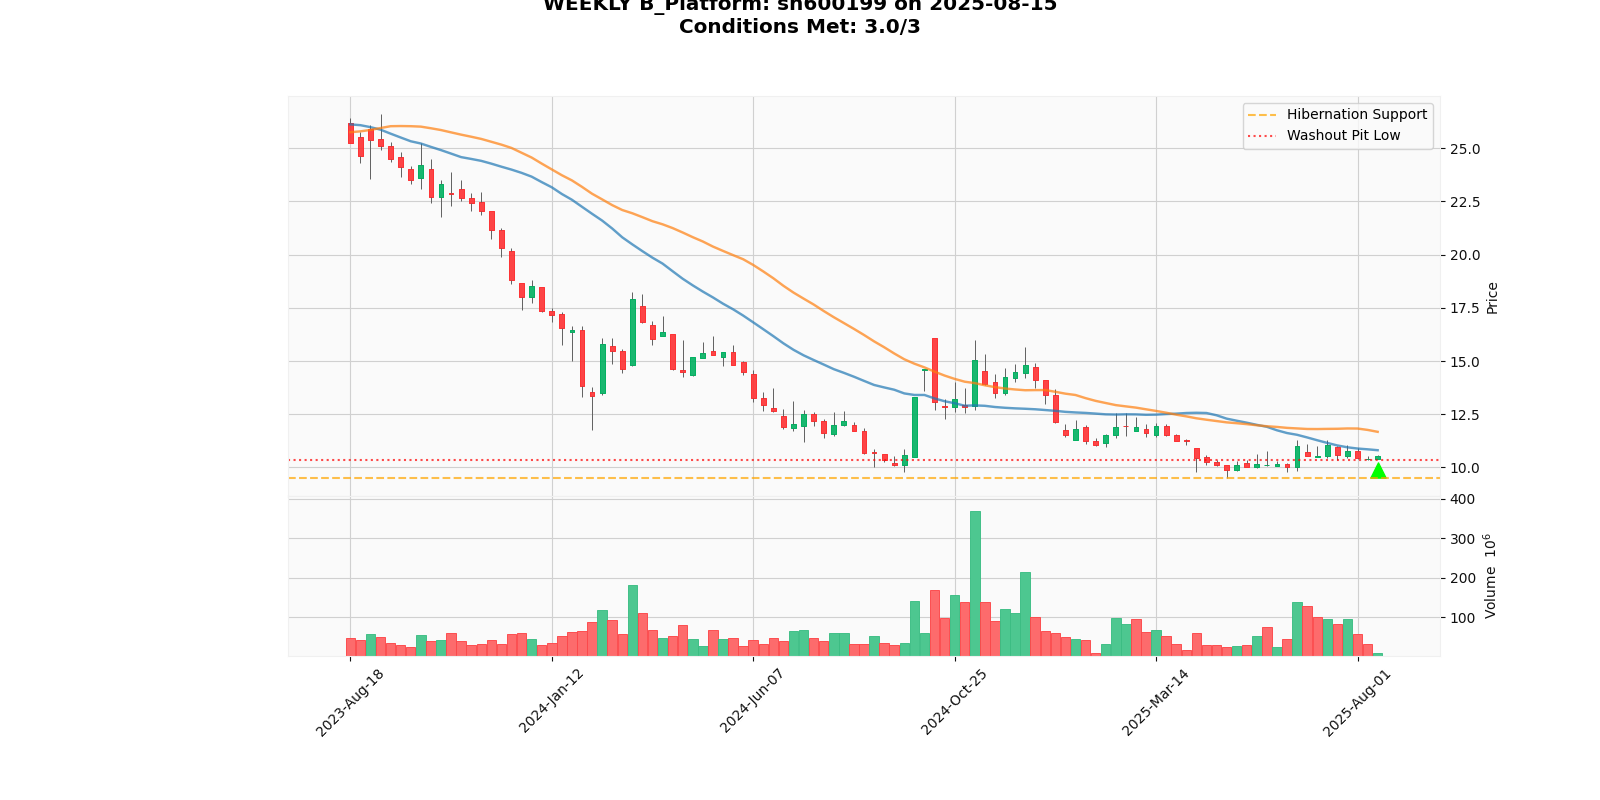 WEEKLY B_Platform: sh600199 on 2025-08-15
Conditions Met: 3.0/3
Hibernation Support
Washout Pit Low
25.0
22.5
20.0
17.5
15.0
12.5
10.0
Price
400
300
200
100
Volume 10⁶
2023-Aug-18
2024-Jan-12
2024-Jun-07
2024-Oct-25
2025-Mar-14
2025-Aug-01